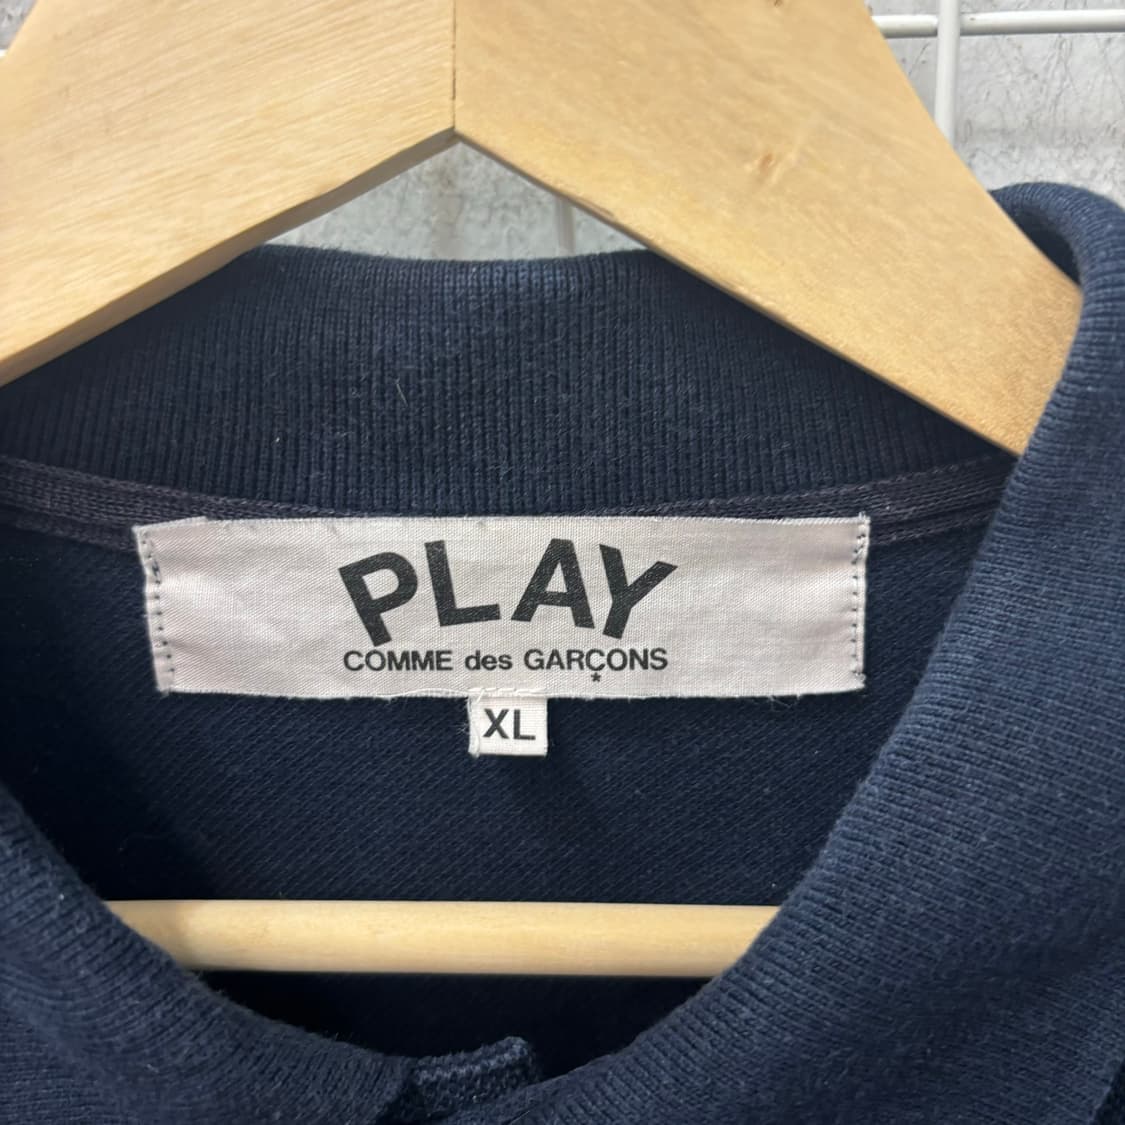 PLAY
COMME des GARÇONS
*
XL